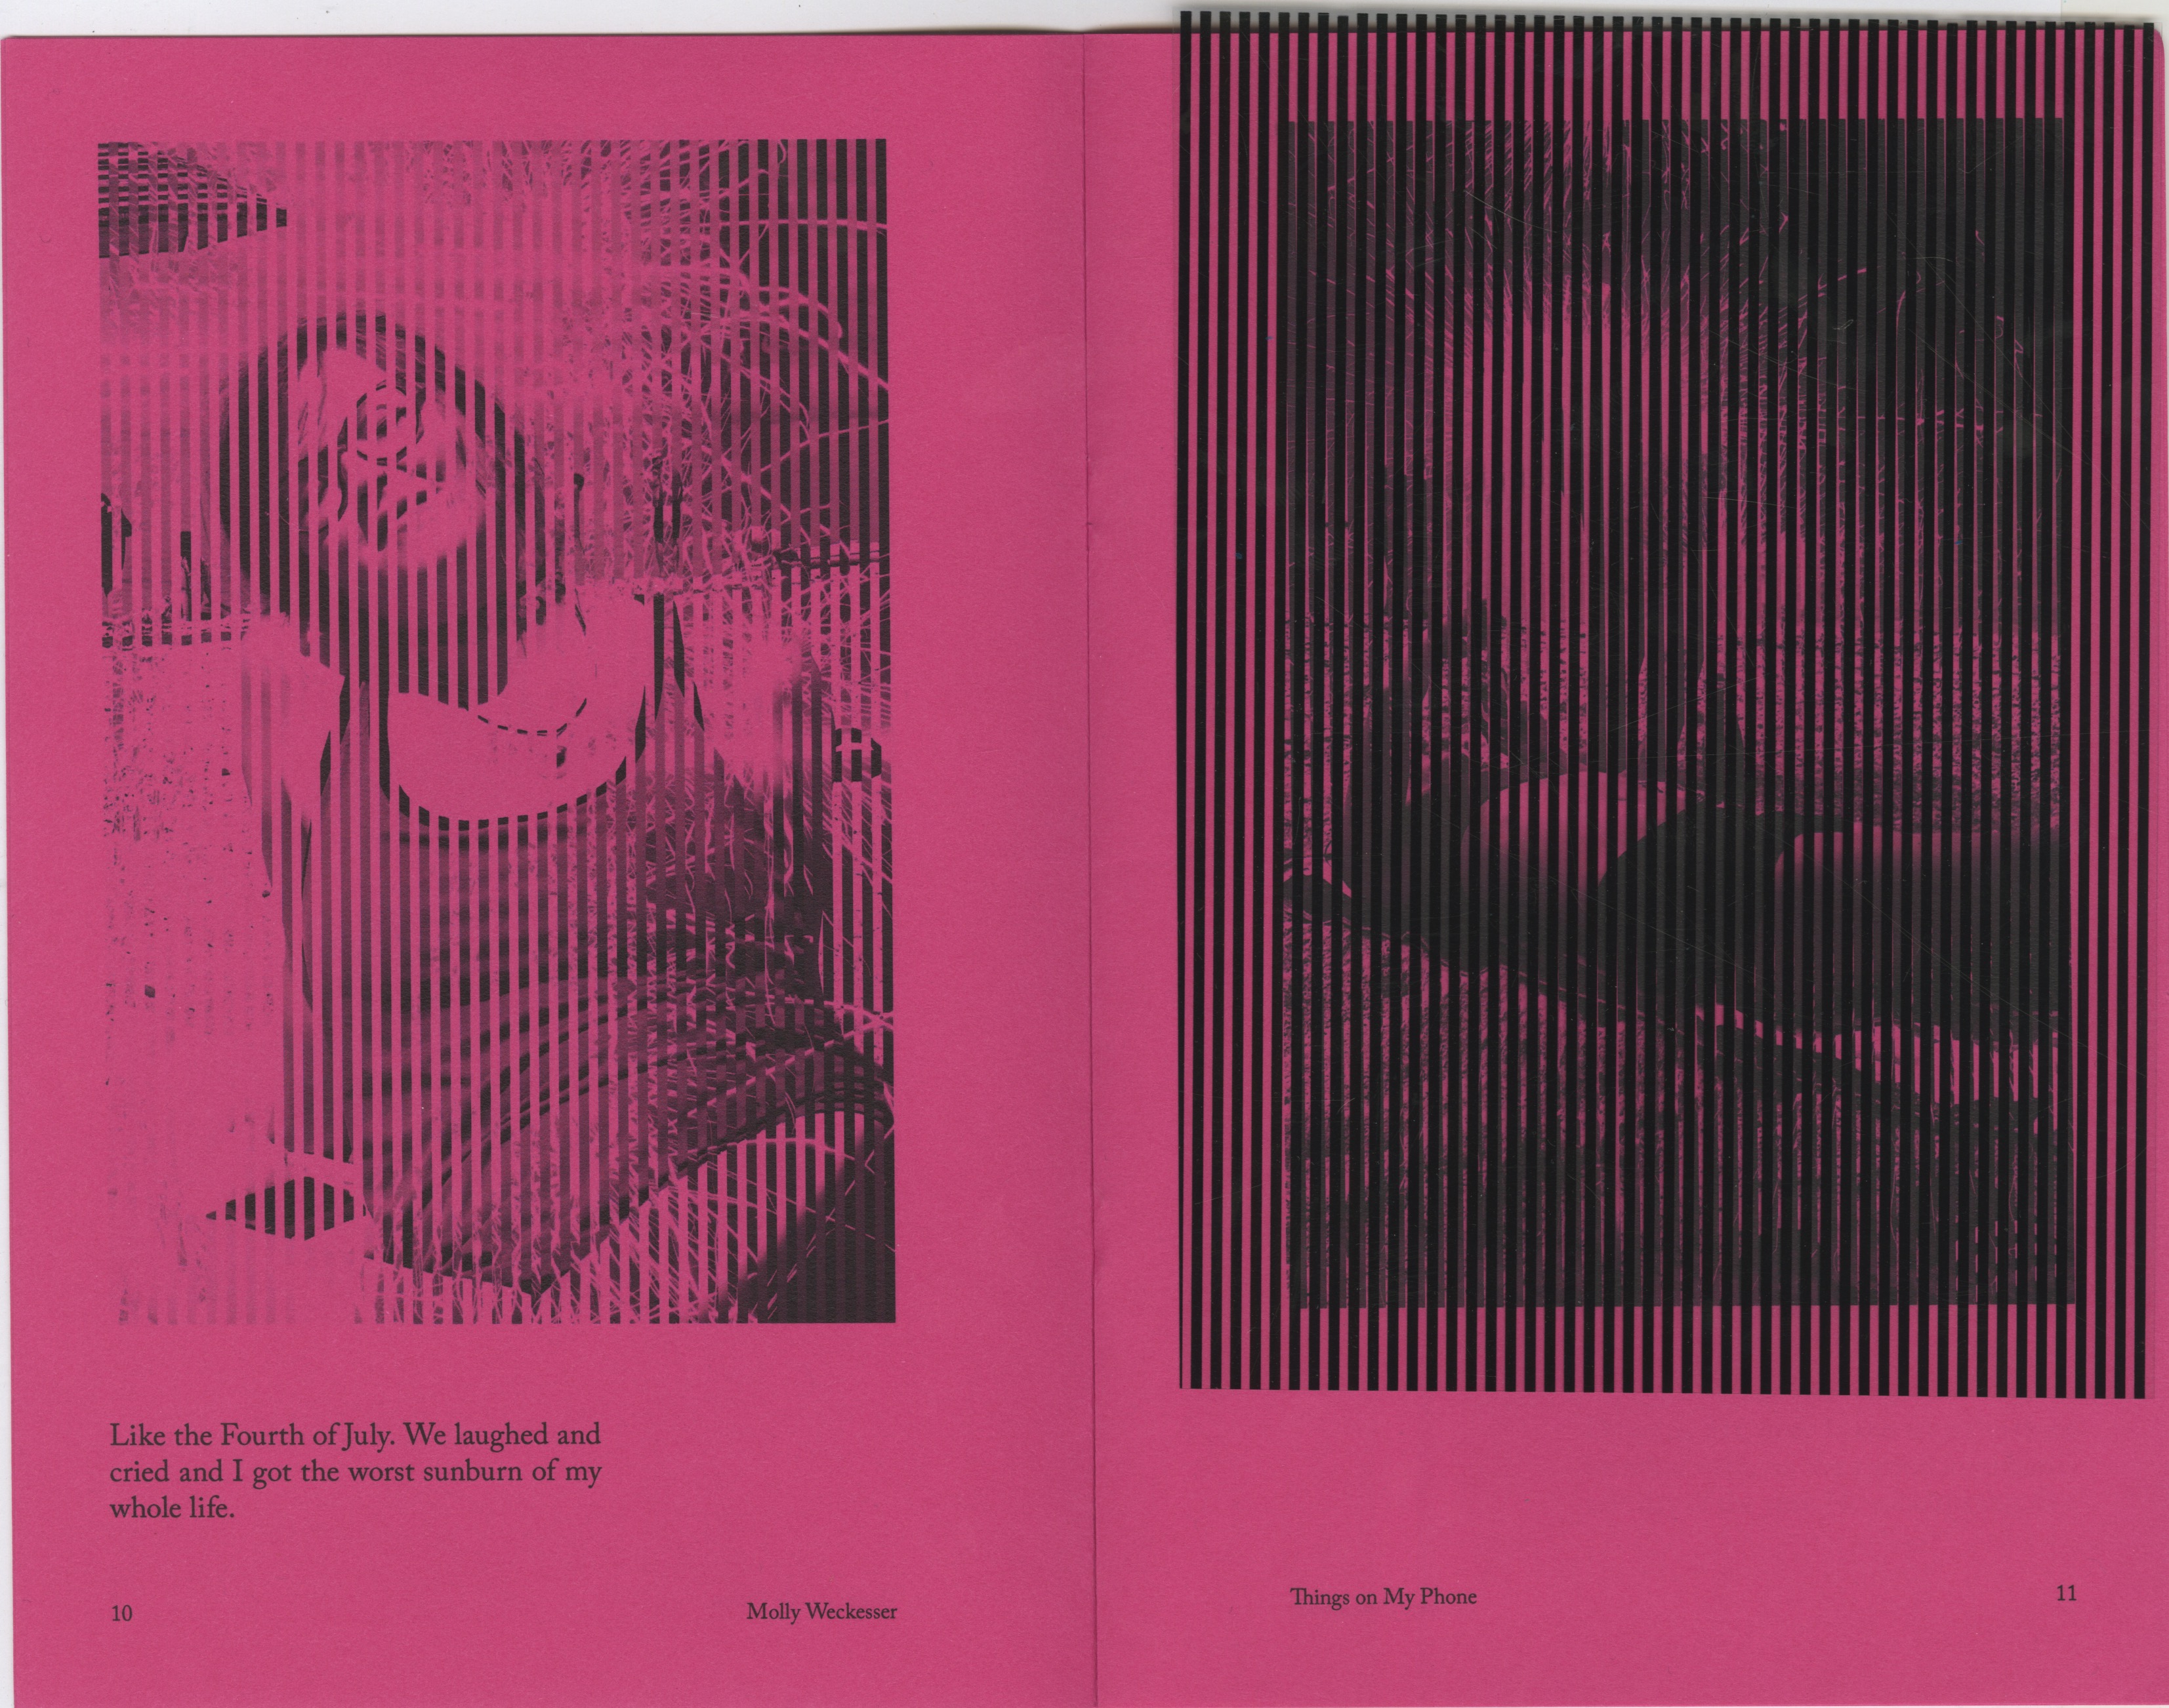 Like the Fourth of July. We laughed and
cried and I got the worst sunburn of my
whole life.
10
Molly Weckesser
Things on My Phone
11